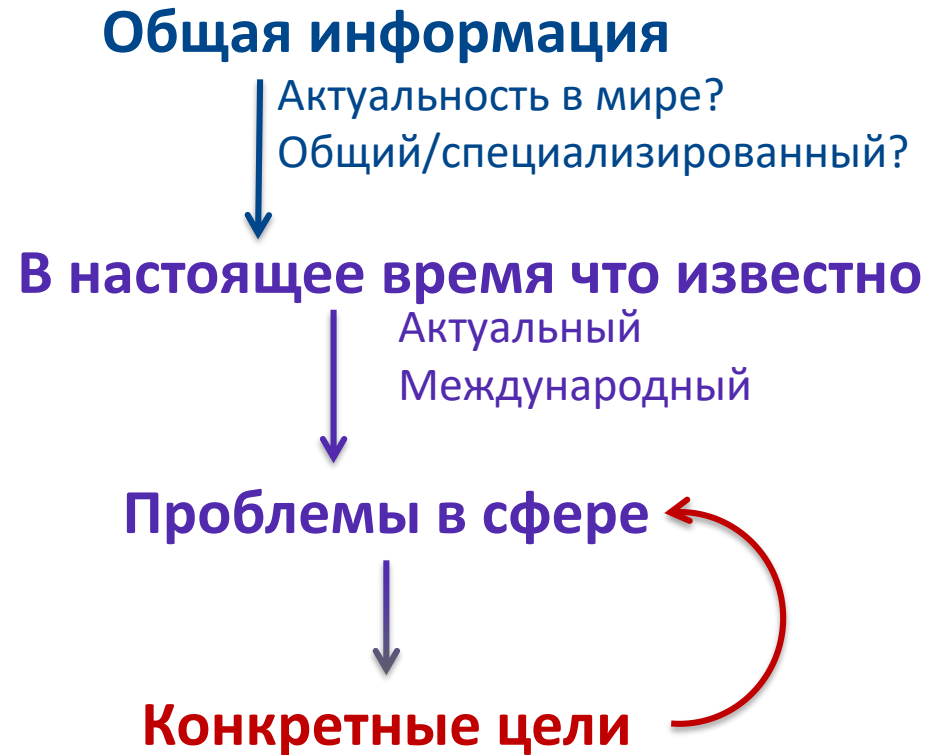 Общая информация
Актуальность в мире?
Общий/специализированный?
В настоящее время что известно
Актуальный
Международный
Проблемы в сфере
Конкретные цели